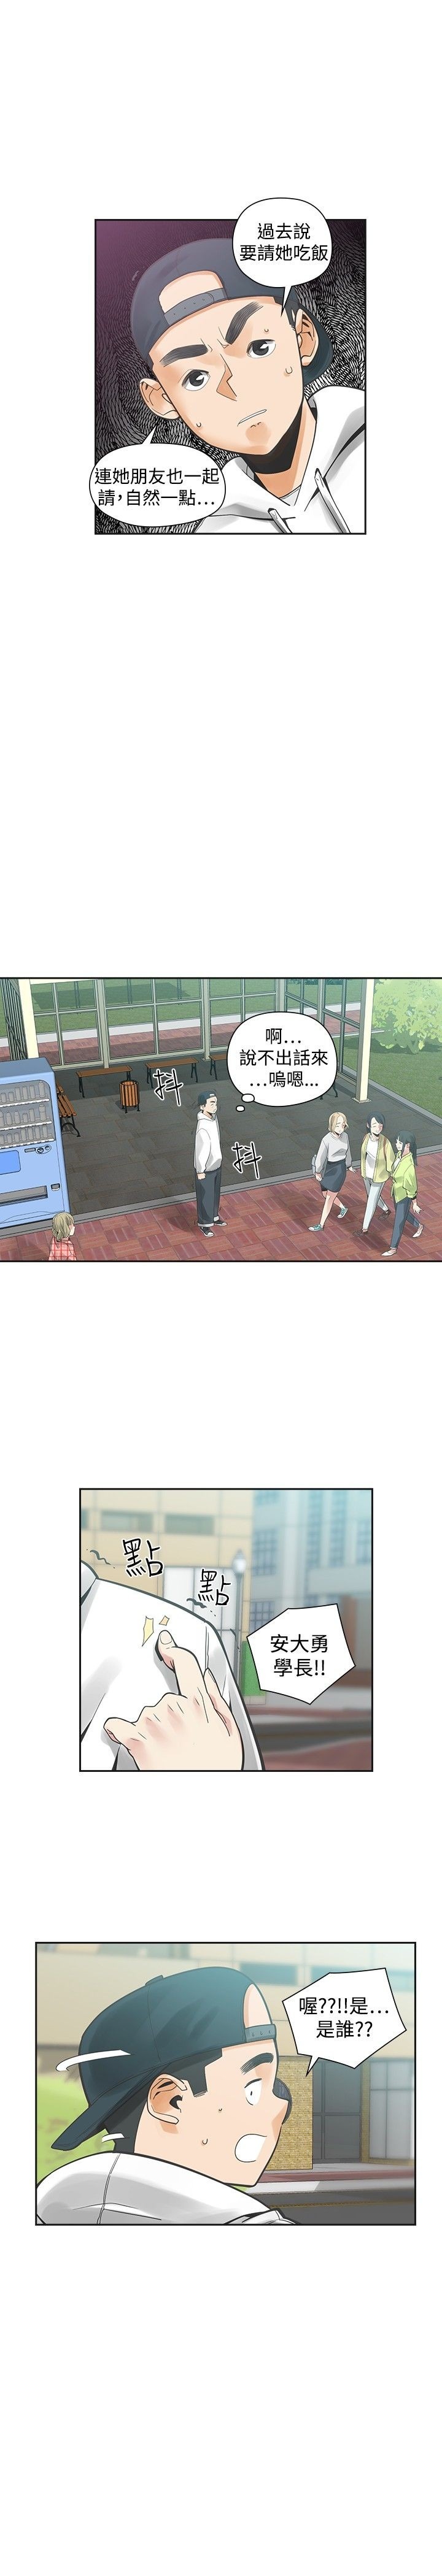 過去說
要請她吃飯
連她朋友也一起
請，自然一點...
啊...
說不出話來
...嗚嗯...
抖
抖
點
點
安大勇
學長!!
喔??!!是...
是誰??